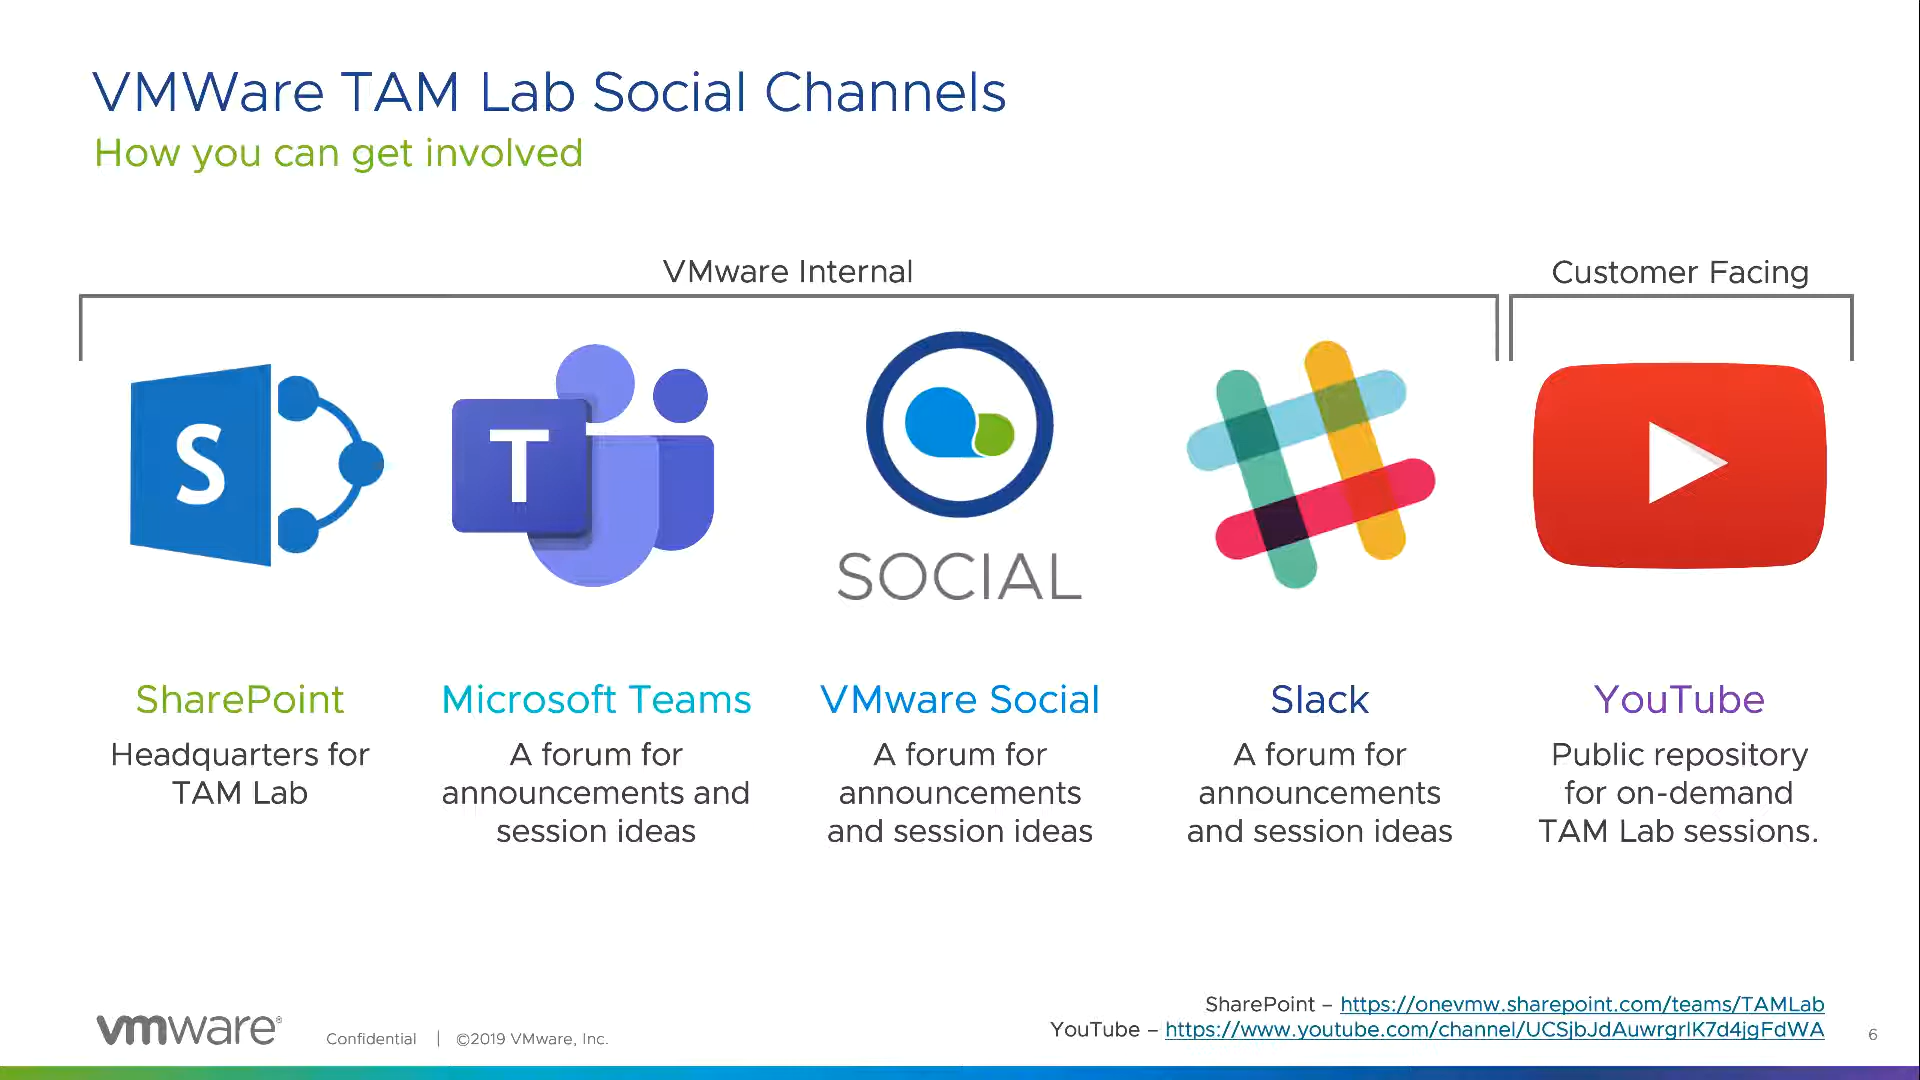 VMWare TAM Lab Social Channels
How you can get involved
VMware Internal
Customer Facing
S
T
SOCIAL
SharePoint
Headquarters for
TAM Lab
Microsoft Teams
A forum for
announcements and
session ideas
VMware Social
A forum for
announcements
and session ideas
Slack
A forum for
announcements
and session ideas
YouTube
Public repository
for on-demand
TAM Lab sessions.
SharePoint – https://onevmw.sharepoint.com/teams/TAMLab
YouTube – https://www.youtube.com/channel/UCSjbJdAuwrgrlK7d4jgFdWA
vmware®
Confidential | ©2019 VMware, Inc.
6